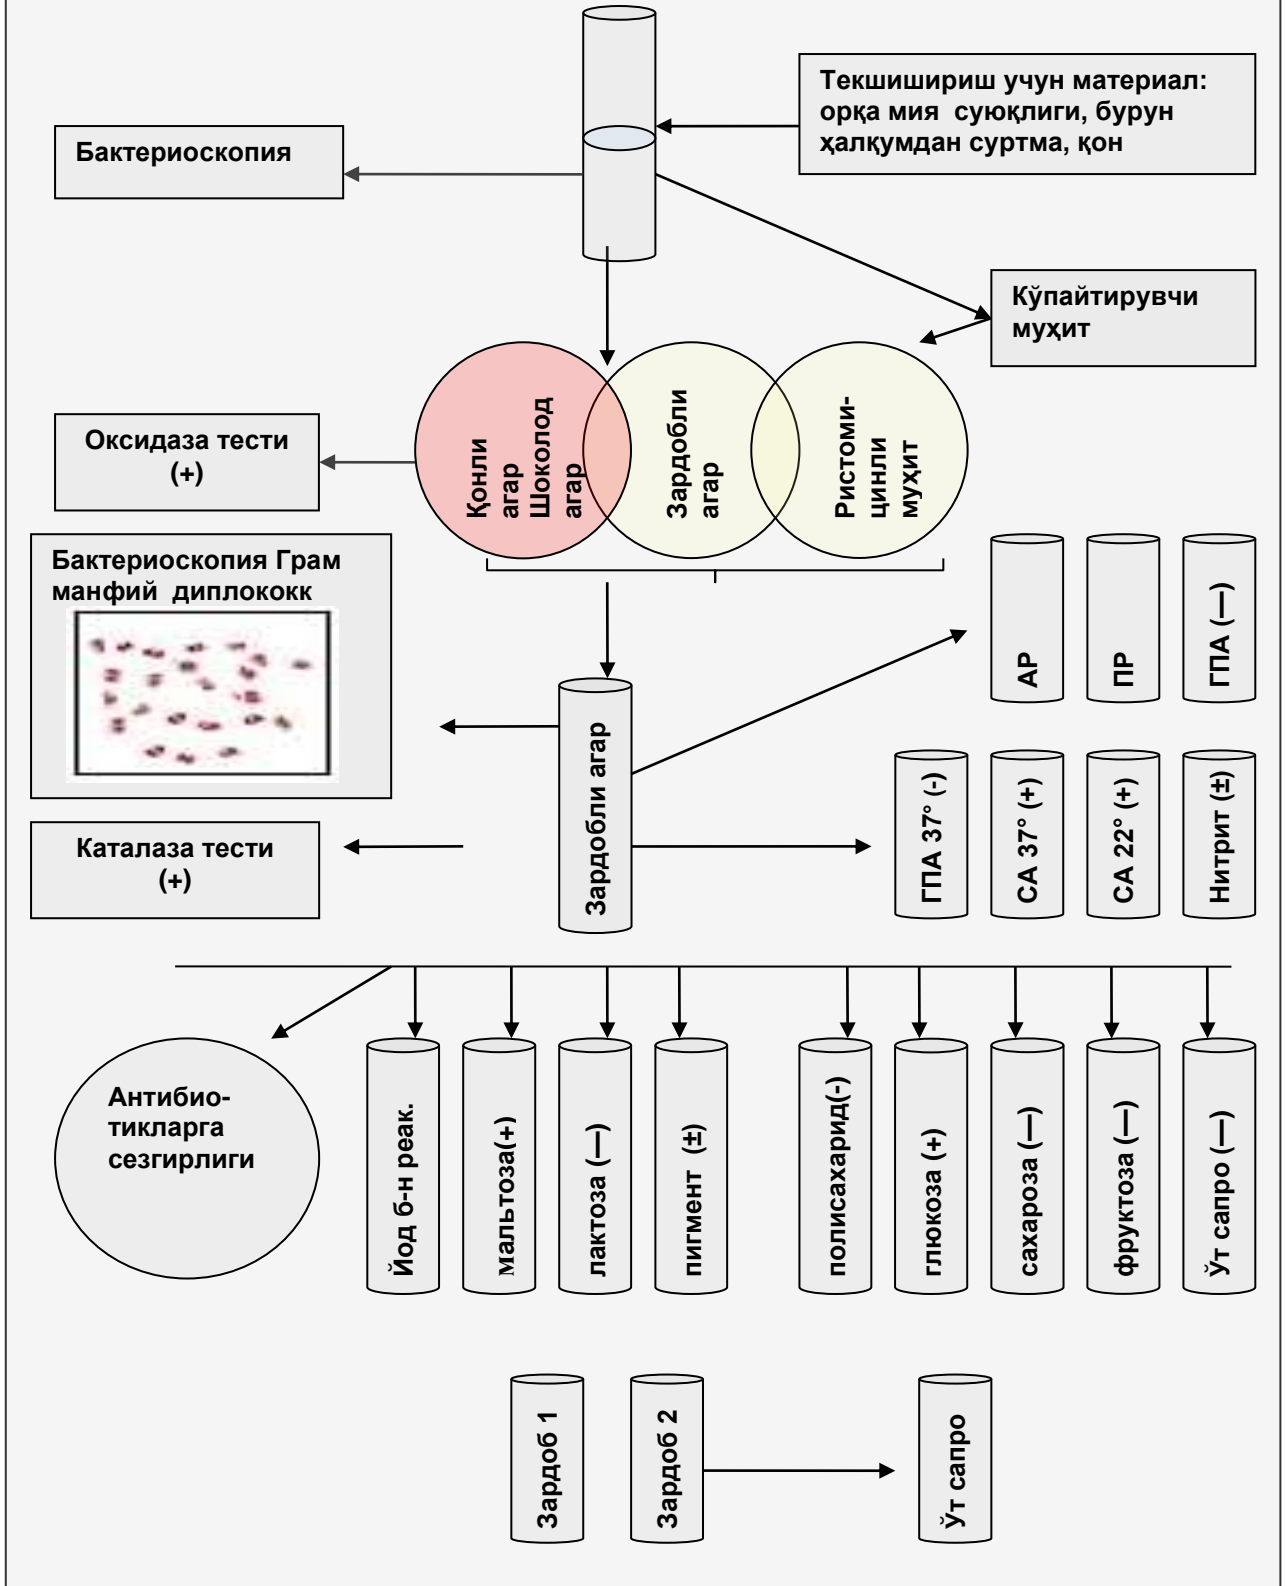 Текшишириш учун материал:
орқа мия суюқлиги, бурун
ҳалқумдан суртма, қон
Бактериоскопия
Кўпайтирувчи
муҳит
Қонли
агар
Шоколод
агар
Зардобли
агар
Ристоми-
цинли
муҳит
Оксидаза тести
(+)
Бактериоскопия Грам
манфий диплококк
АР
ПР
ГПА (—)
Зардобли агар
ГПА 37° (-)
СА 37° (+)
СА 22° (+)
Нитрит (±)
Каталаза тести
(+)
Антибио-
тикларга
сезгирлиги
Йод б-н реак.
мальтоза(+)
лактоза (—)
пигмент (±)
полисахарид(-)
глюкоза (+)
сахароза (—)
фруктоза (—)
Ўт сапро (—)
Зардоб 1
Зардоб 2
Ўт сапро